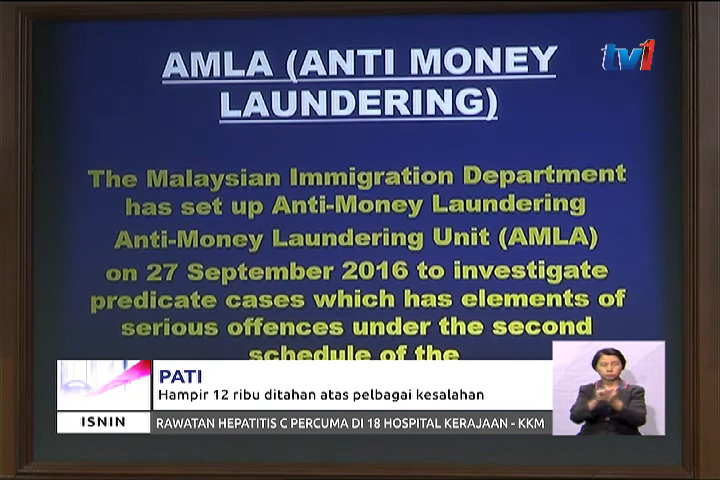 AMLA (ANTI MONEY
LAUNDERING)
tv1
The Malaysian Immigration Department
has set up Anti-Money Laundering
Anti-Money Laundering Unit (AMLA)
on 27 September 2016 to investigate
predicate cases which has elements of
serious offences under the second
schedule of the
PATI
Hampir 12 ribu ditahan atas pelbagai kesalahan
ISNIN
RAWATAN HEPATITIS C PERCUMA DI 18 HOSPITAL KERAJAAN - KKM